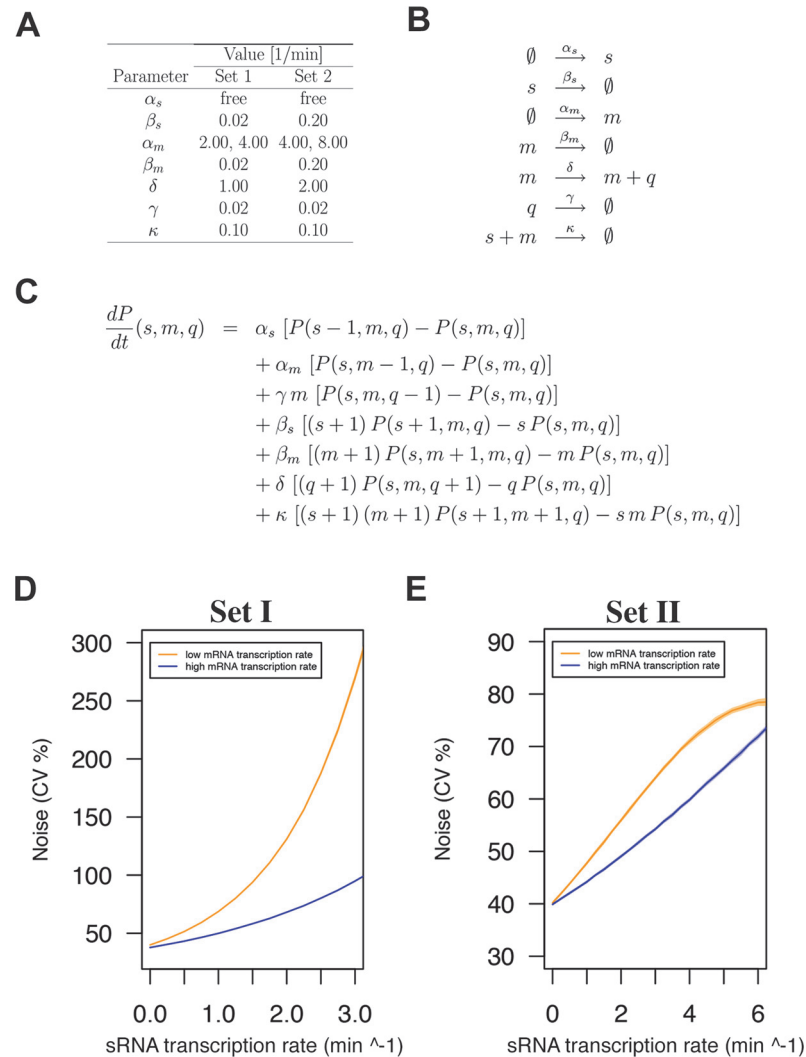 A
Value [1/min]
Parameter Set 1 Set 2
αs free free
βs 0.02 0.20
αm 2.00, 4.00 4.00, 8.00
βm 0.02 0.20
δ 1.00 2.00
γ 0.02 0.02
κ 0.10 0.10
B
∅ αs→ s
s βs→ ∅
∅ αm→ m
m βm→ ∅
m δ→ m + q
q γ→ ∅
s + m κ→ ∅
C
dP/dt (s, m, q) = αs [P(s − 1, m, q) − P(s, m, q)]
+ αm [P(s, m − 1, q) − P(s, m, q)]
+ γ m [P(s, m, q − 1) − P(s, m, q)]
+ βs [(s + 1) P(s + 1, m, q) − s P(s, m, q)]
+ βm [(m + 1) P(s, m + 1, m, q) − m P(s, m, q)]
+ δ [(q + 1) P(s, m, q + 1) − q P(s, m, q)]
+ κ [(s + 1) (m + 1) P(s + 1, m + 1, q) − s m P(s, m, q)]
D
Set I
low mRNA transcription rate
high mRNA transcription rate
Noise (CV %)
300
250
200
150
100
50
0.0 1.0 2.0 3.0
sRNA transcription rate (min ^-1)
E
Set II
low mRNA transcription rate
high mRNA transcription rate
Noise (CV %)
90
80
70
60
50
40
30
0 2 4 6
sRNA transcription rate (min ^-1)